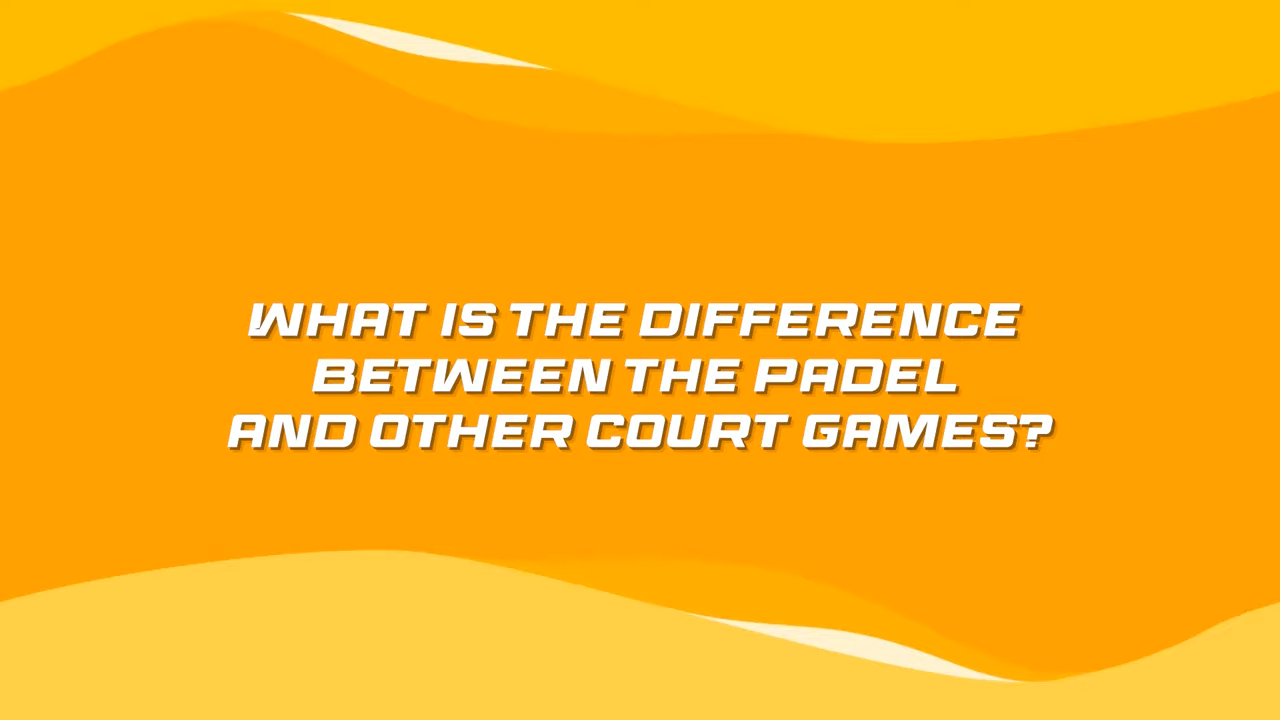 WHAT IS THE DIFFERENCE
BETWEEN THE PADEL
AND OTHER COURT GAMES?